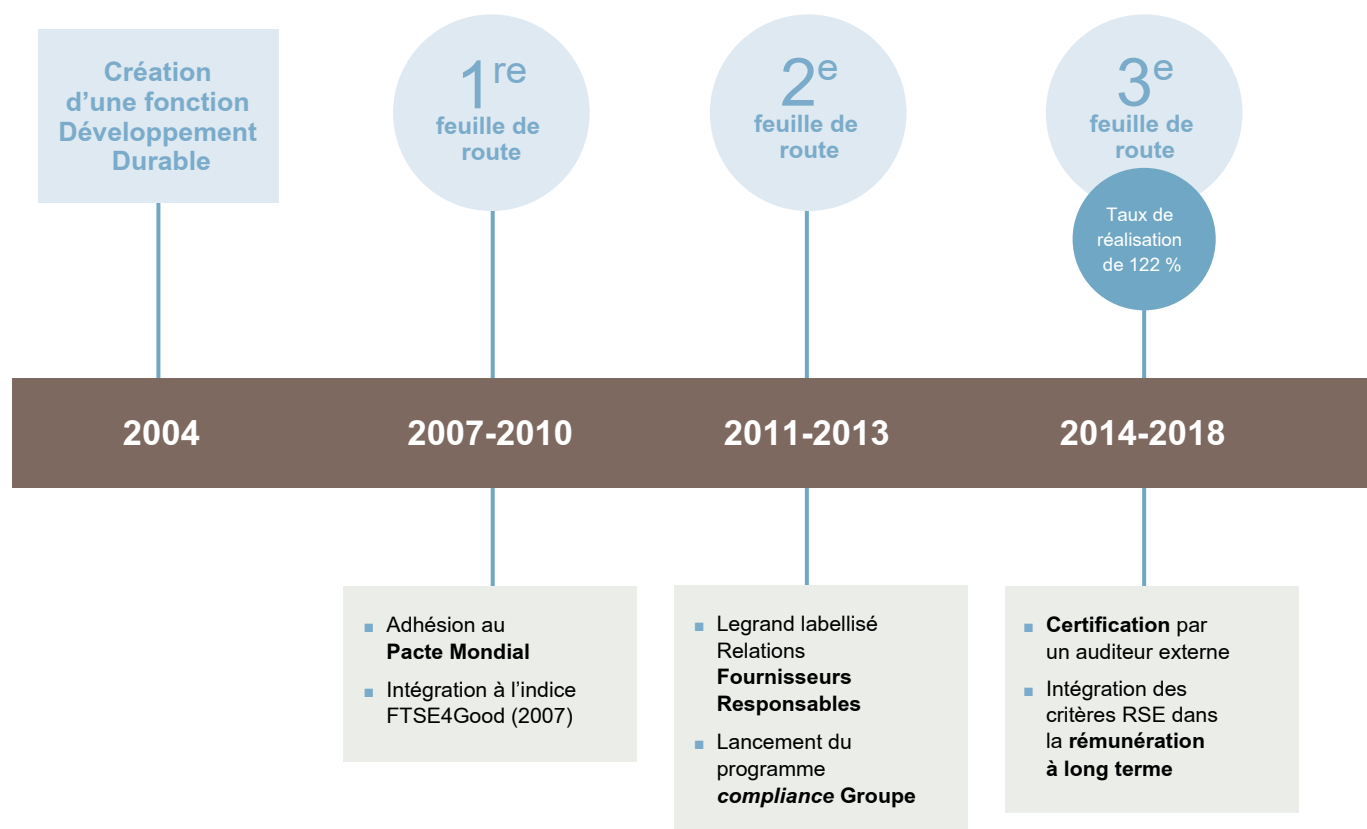 Création
d’une fonction
Développement
Durable
1re
feuille de
route
2e
feuille de
route
3e
feuille de
route
Taux de
réalisation
de 122 %
2004
2007-2010
2011-2013
2014-2018
▪ Adhésion au
Pacte Mondial
▪ Intégration à l’indice
FTSE4Good (2007)
▪ Legrand labellisé
Relations
Fournisseurs
Responsables
▪ Lancement du
programme
compliance Groupe
▪ Certification par
un auditeur externe
▪ Intégration des
critères RSE dans
la rémunération
à long terme